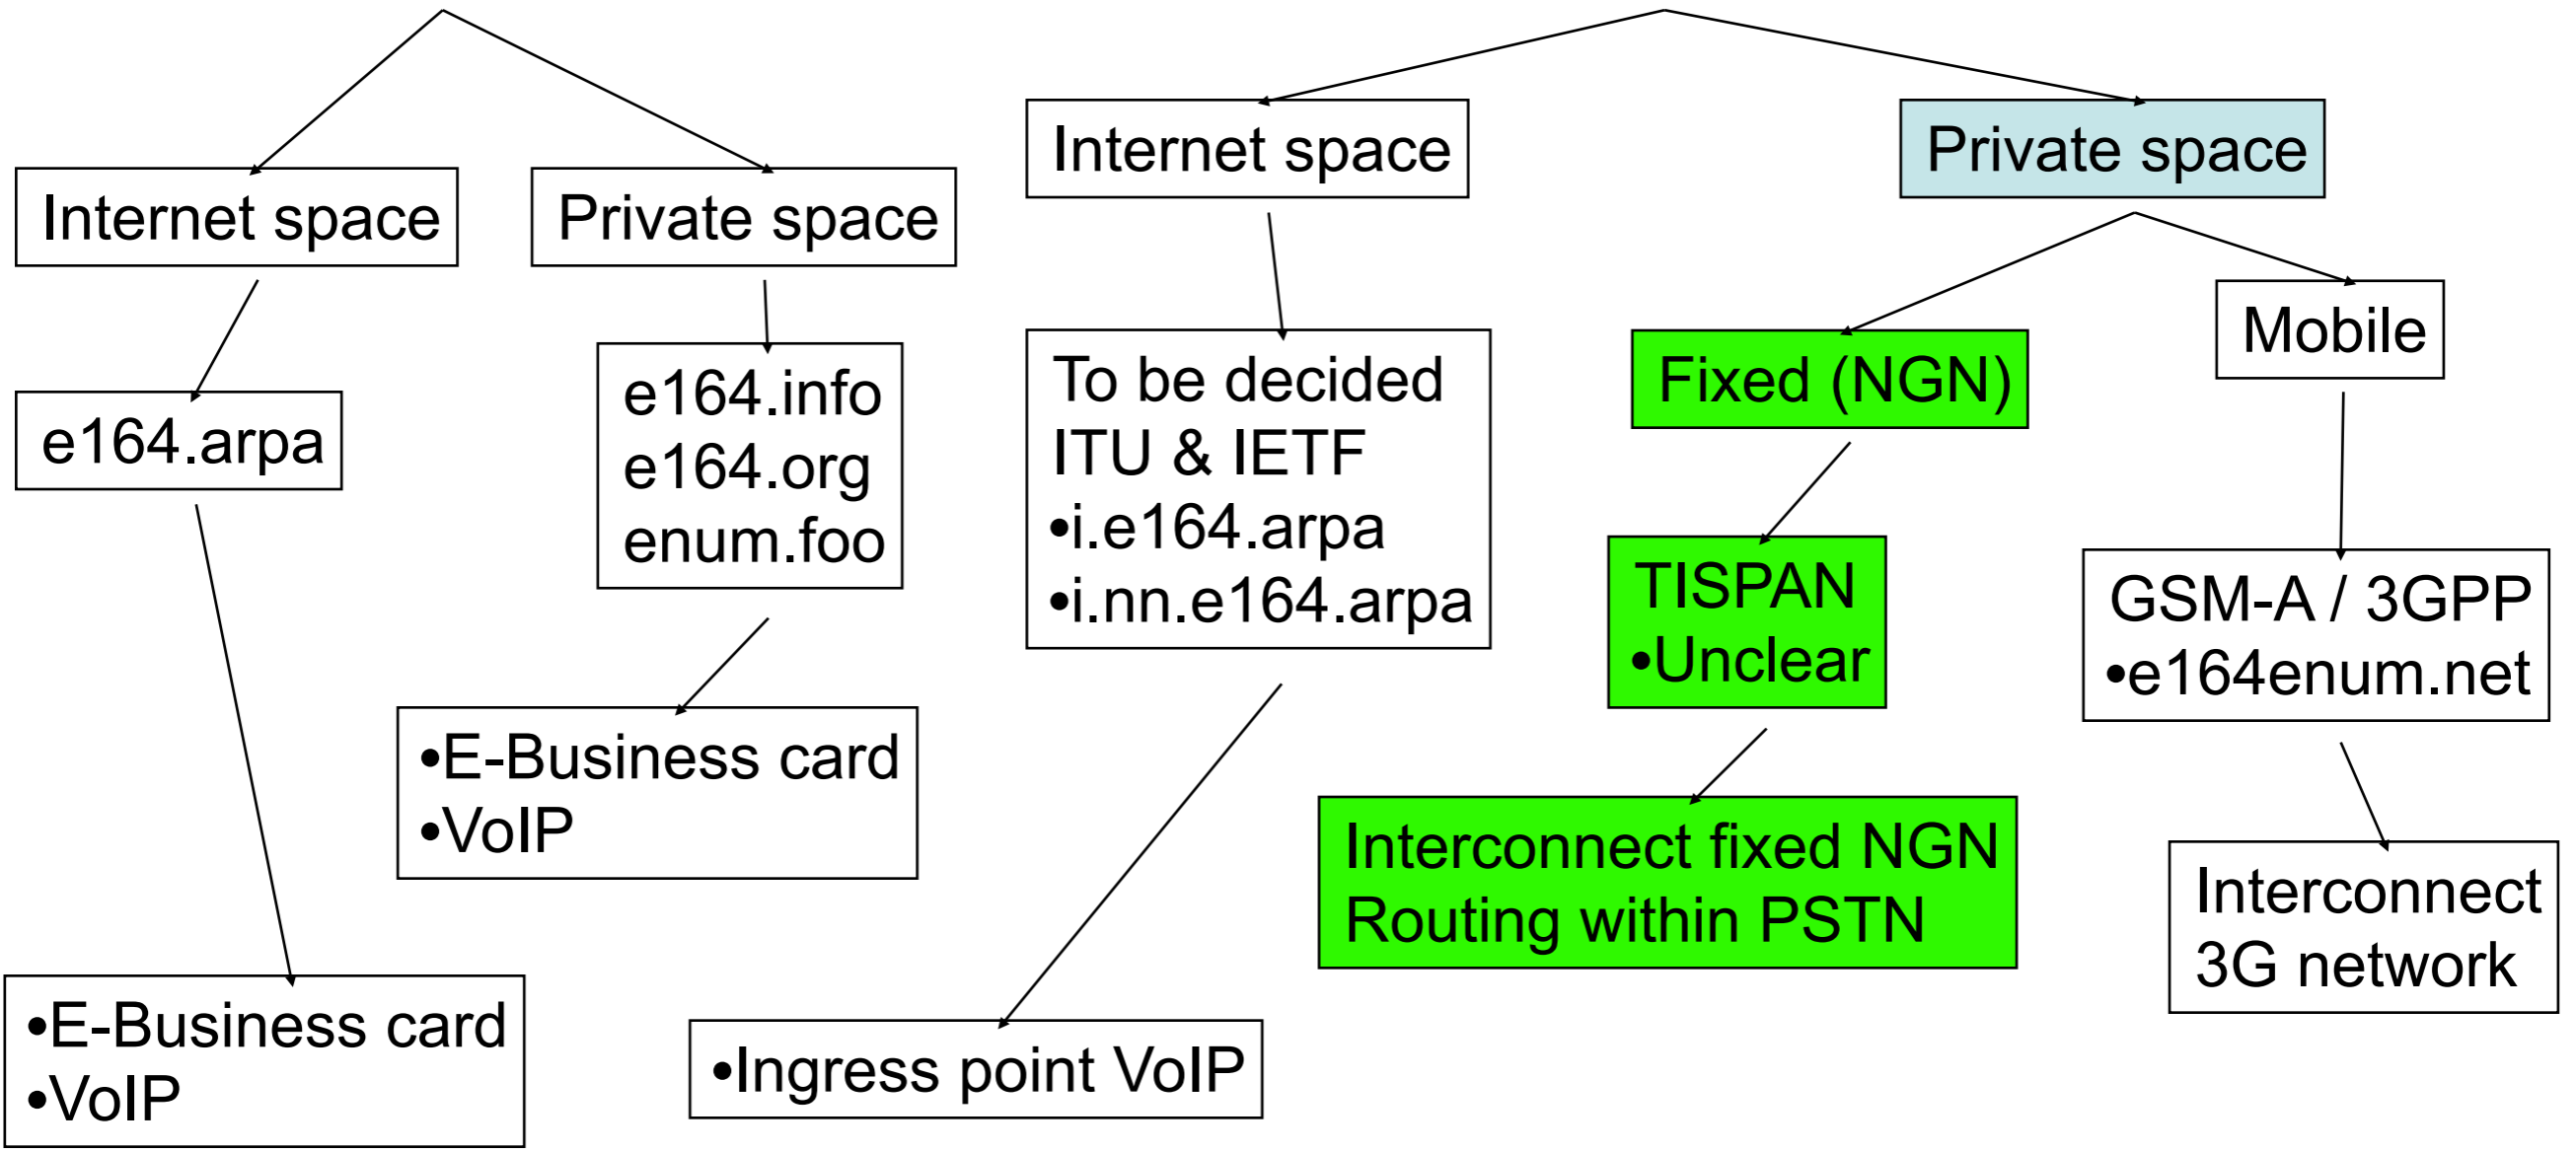 Internet space
Private space
e164.arpa
e164.info
e164.org
enum.foo
•E-Business card
•VoIP
•E-Business card
•VoIP
Internet space
Private space
To be decided
ITU & IETF
•i.e164.arpa
•i.nn.e164.arpa
•Ingress point VoIP
Fixed (NGN)
TISPAN
•Unclear
Interconnect fixed NGN
Routing within PSTN
Mobile
GSM-A / 3GPP
•e164enum.net
Interconnect
3G network